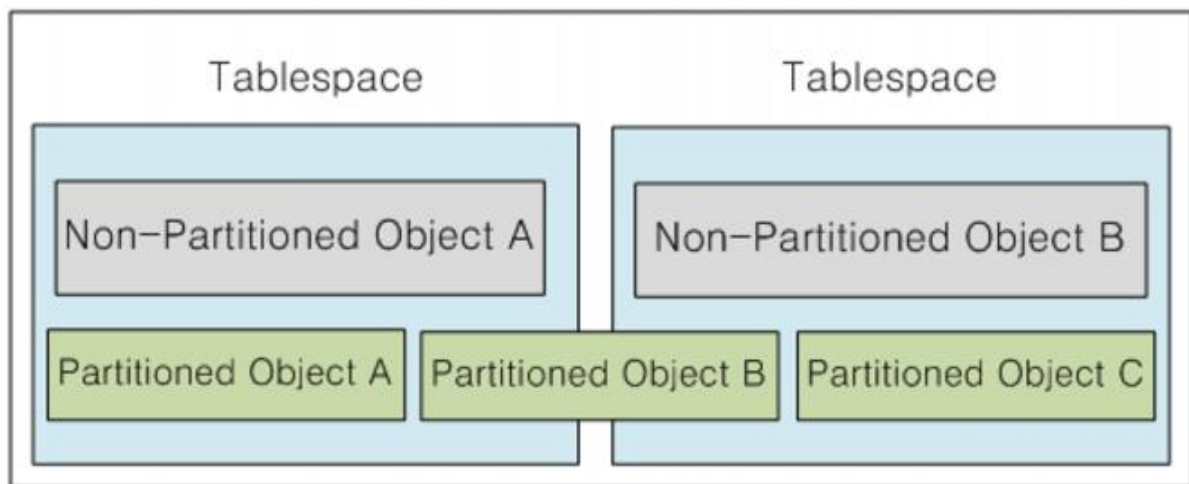 Tablespace
Tablespace
Non-Partitioned Object A
Non-Partitioned Object B
Partitioned Object A
Partitioned Object B
Partitioned Object C